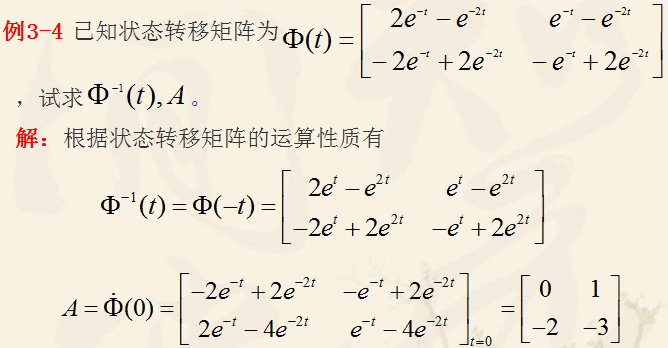 例3-4 已知状态转移矩阵为 Φ(t) = [2e^{-t} − e^{-2t}  e^{-t} − e^{-2t}; −2e^{-t} + 2e^{-2t}  −e^{-t} + 2e^{-2t}]
，试求 Φ^{-1}(t), A 。
解：根据状态转移矩阵的运算性质有
Φ^{-1}(t) = Φ(−t) = [2e^{t} − e^{2t}  e^{t} − e^{2t}; −2e^{t} + 2e^{2t}  −e^{t} + 2e^{2t}]
A = Φ̇(0) = [−2e^{-t} + 2e^{-2t}  −e^{-t} + 2e^{-2t}; 2e^{-t} − 4e^{-2t}  e^{-t} − 4e^{-2t}]_{t=0} = [0  1; −2  −3]